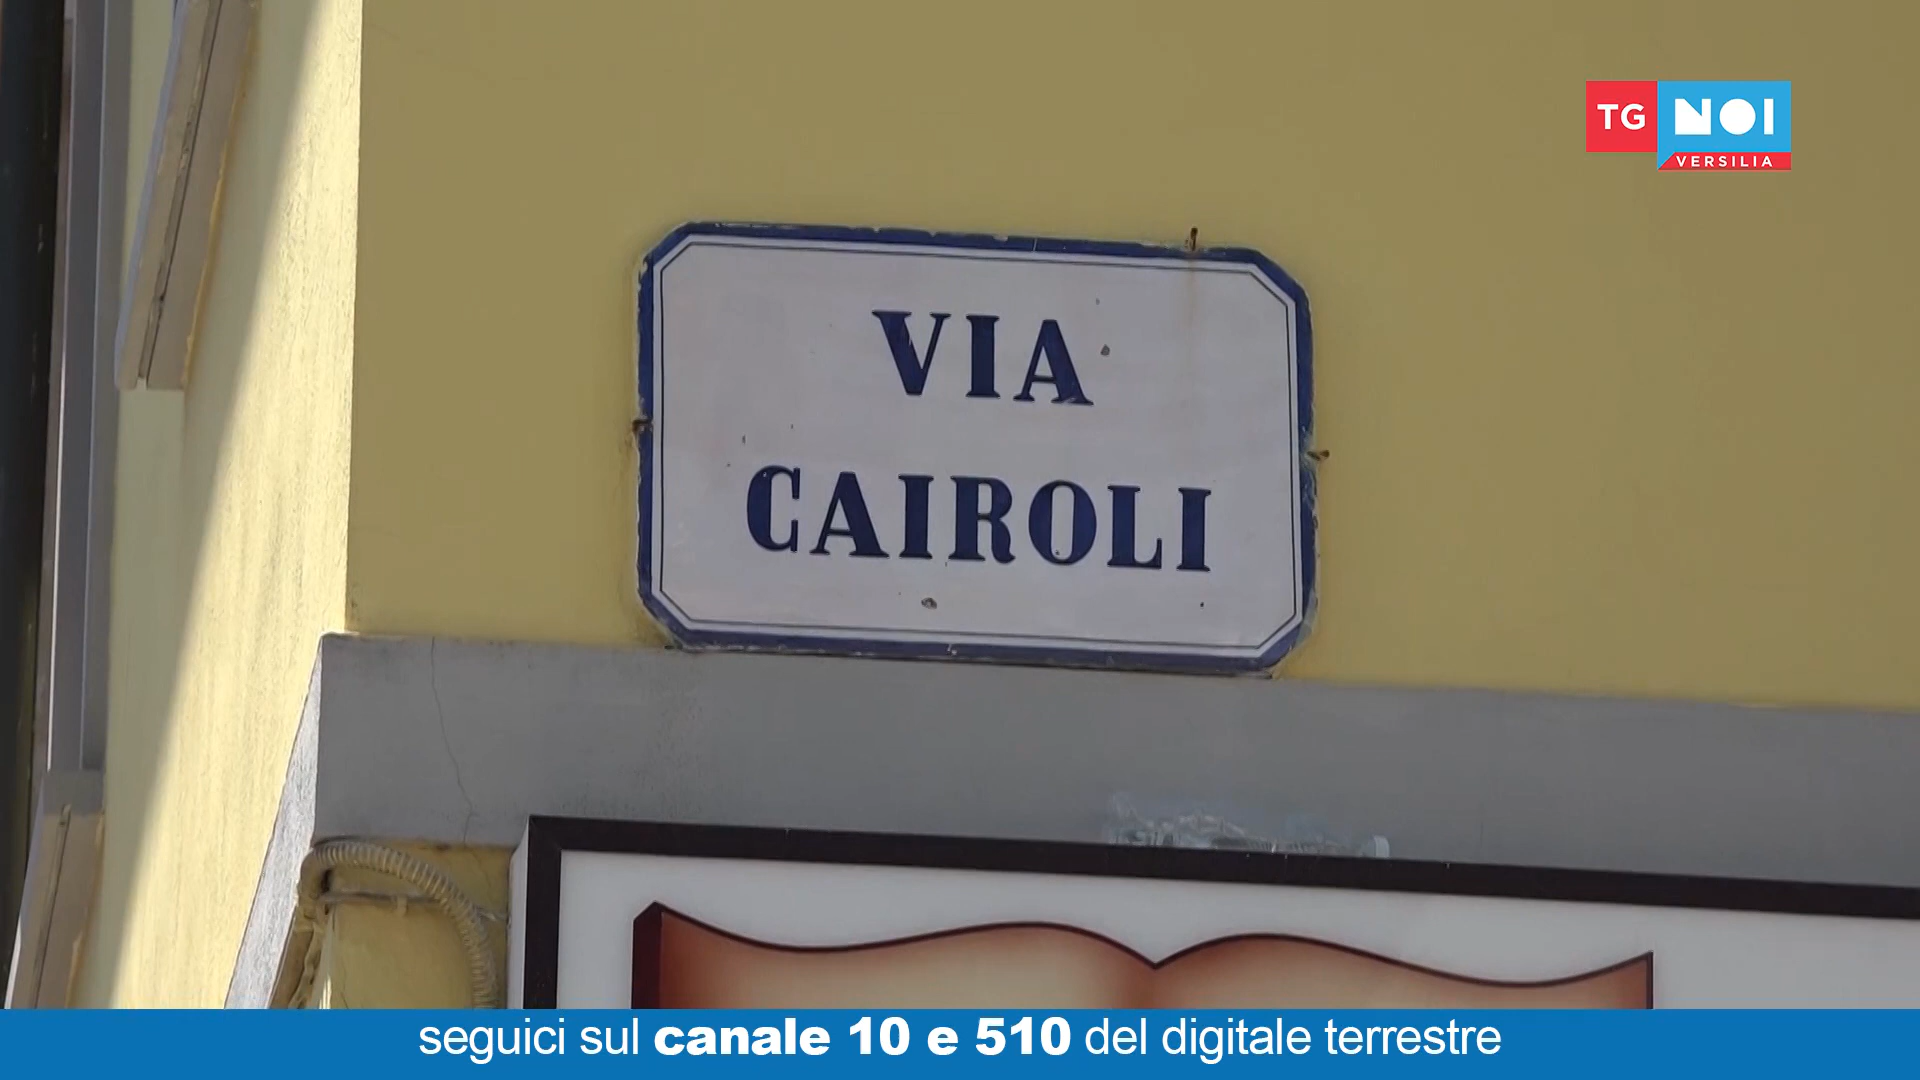 TG NOI
VERSILIA
VIA
CAIROLI
seguici sul canale 10 e 510 del digitale terrestre